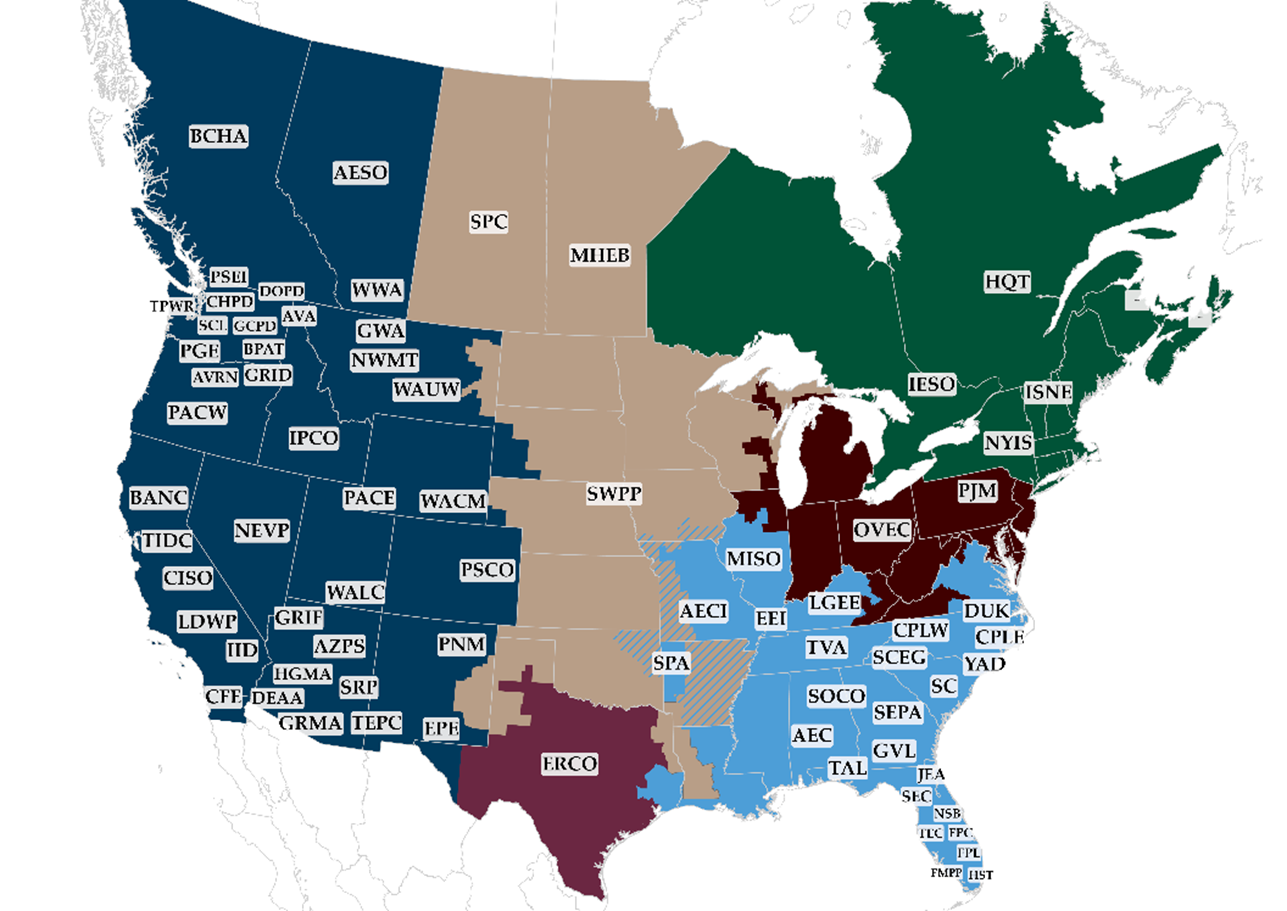 BCHA
AESO
SPC
MHEB
HQT
PSEI
DOPD
WWA
TPWR
CHPD
AVA
SCL
GCPD
GWA
PGE
BPAT
NWMT
AVRN
GRID
WAUW
IESO
ISNE
PACW
IPCO
NYIS
BANC
PACE
WACM
SWPP
PJM
NEVP
OVEC
TIDC
MISO
CISO
PSCO
WALC
LGEE
AECI
EEI
DUK
LDWP
GRIF
CPLW
CPLE
IID
AZPS
PNM
TVA
SCEG
YAD
HGMA
SPA
SRP
SC
CFE
DEAA
SOCO
SEPA
GRMA
TEPC
EPE
AEC
GVL
ERCO
TAL
JEA
SEC
NSB
TEC
FPC
FPL
FMPP
HST